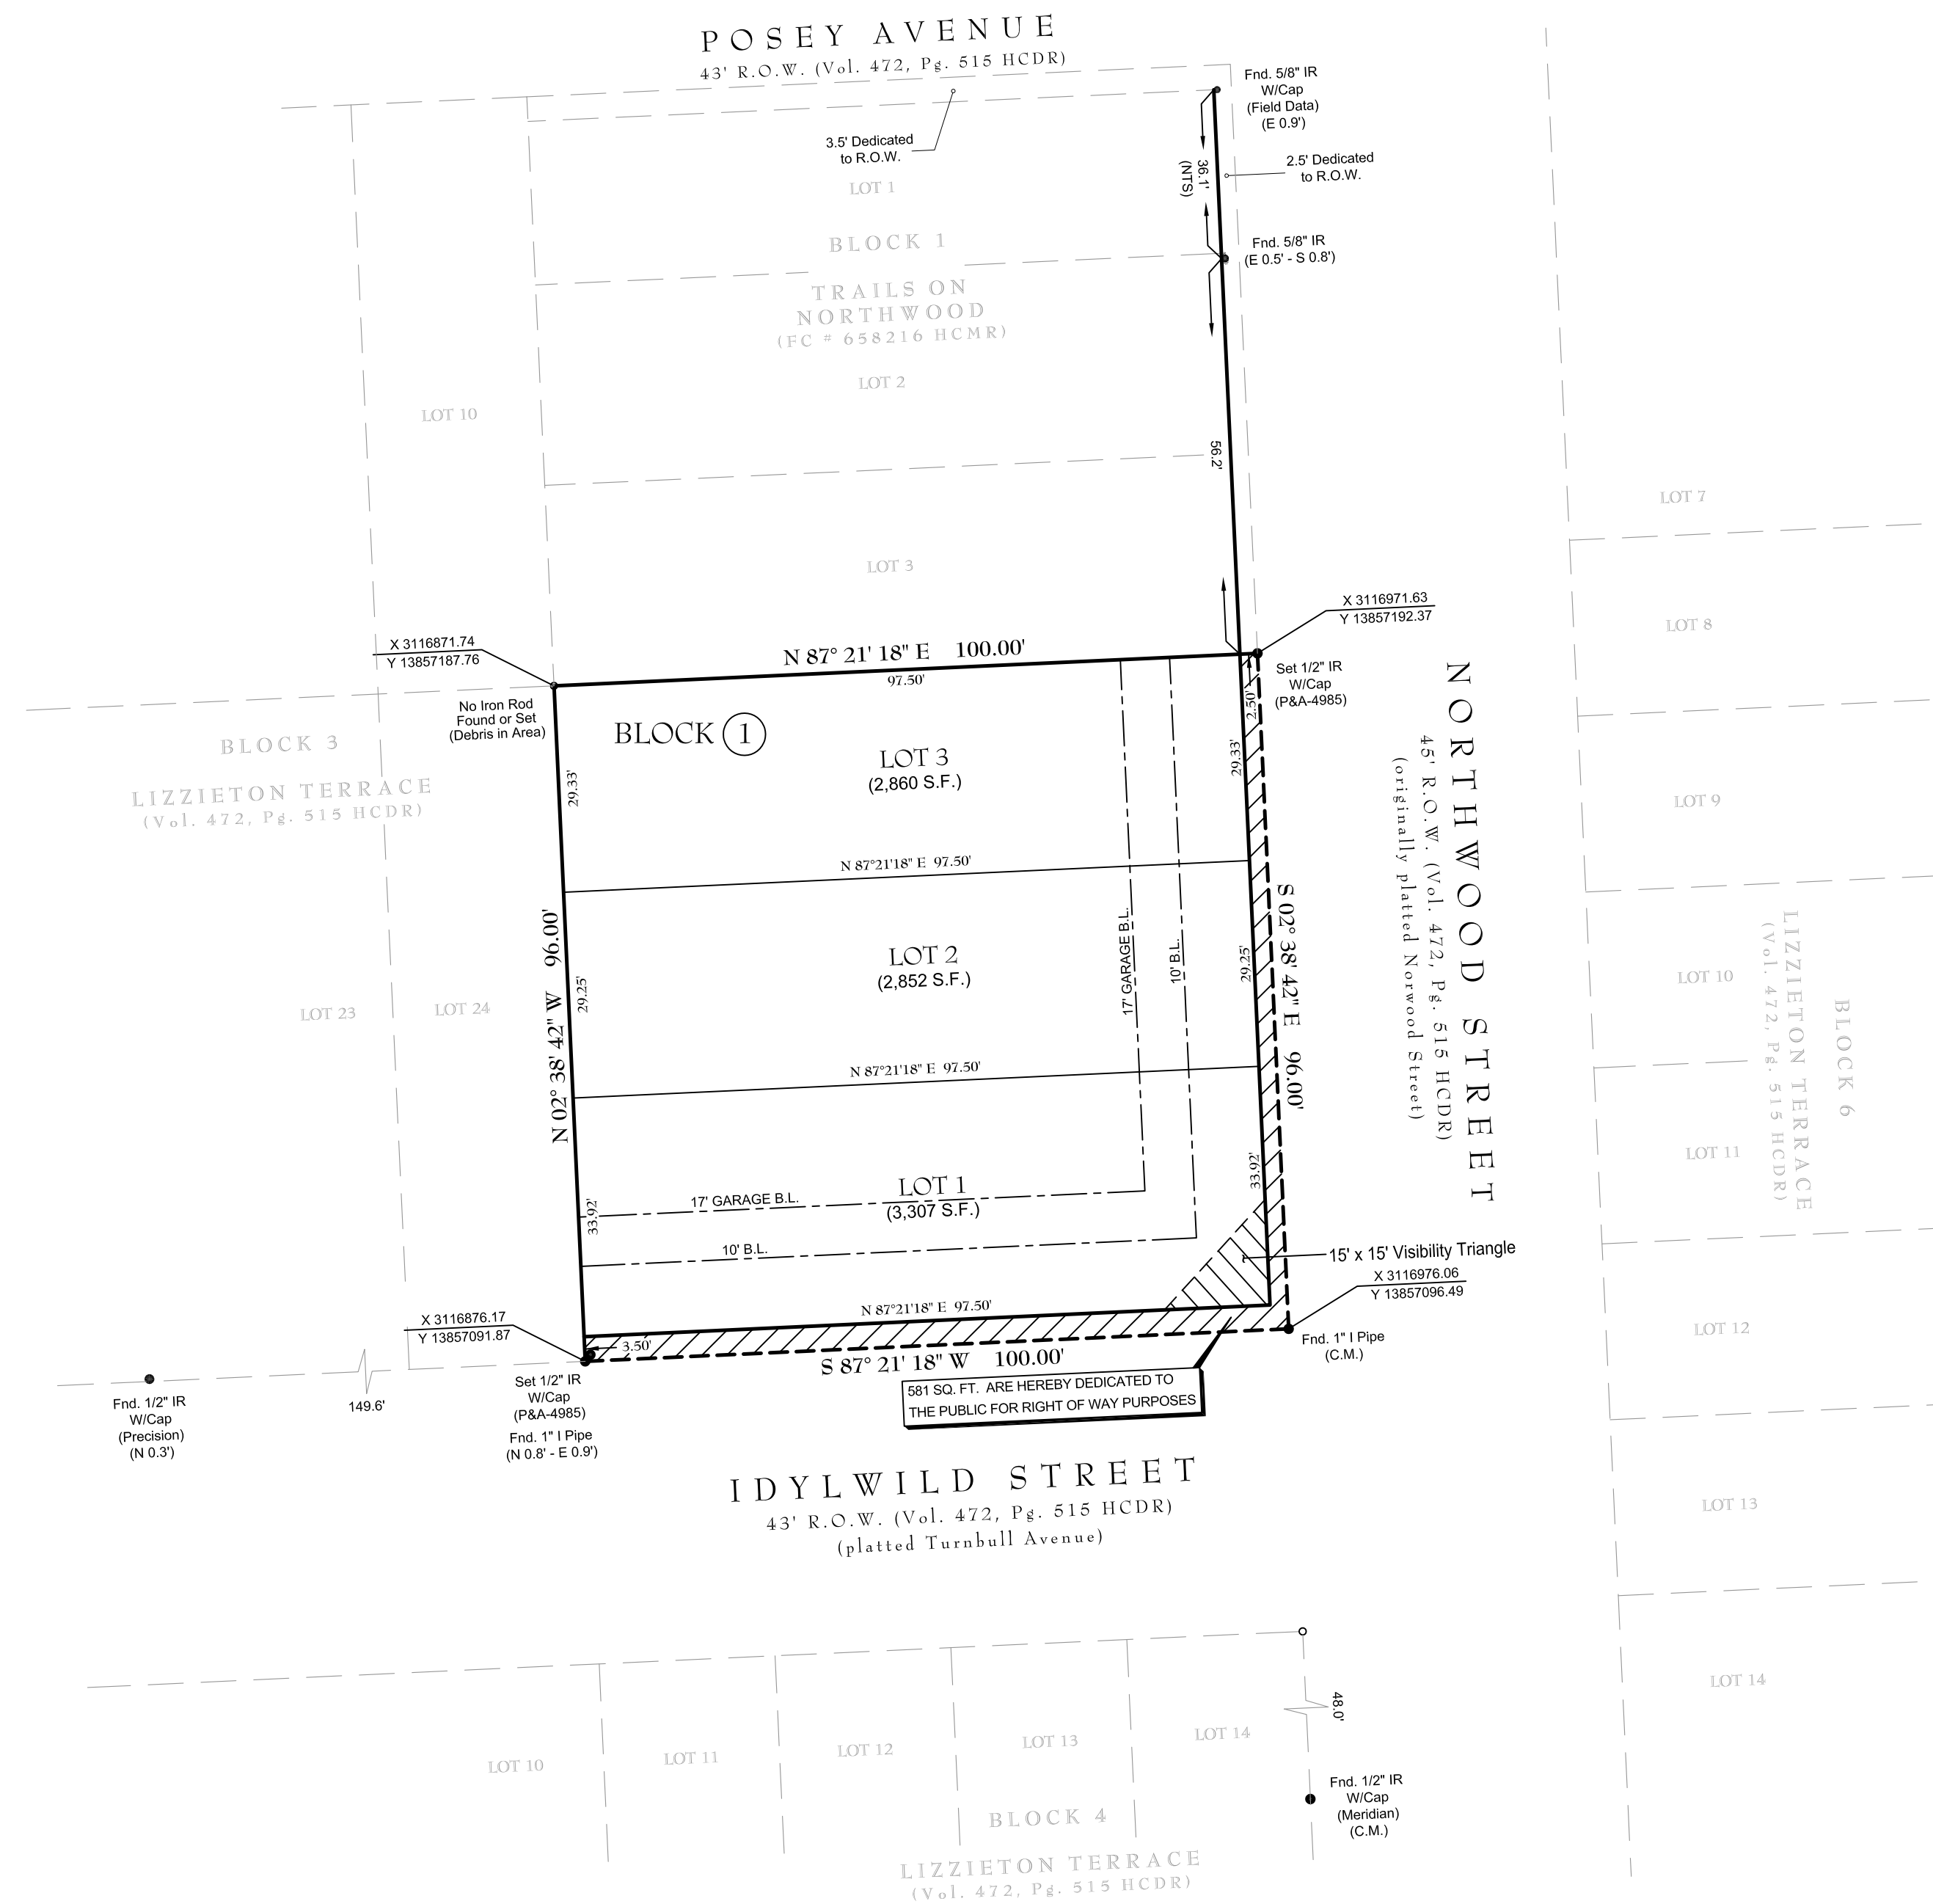 POSEY AVENUE
43' R.O.W. (Vol. 472, Pg. 515 HCDR)
Fnd. 5/8" IR
W/Cap
(Field Data)
(E 0.9')
3.5' Dedicated
to R.O.W.
36.1'
(NTS)
2.5' Dedicated
to R.O.W.
LOT 1
BLOCK 1
Fnd. 5/8" IR
(E 0.5' - S 0.8')
TRAILS ON
NORTHWOOD
(FC # 658216 HCMR)
LOT 2
LOT 10
56.2'
LOT 7
LOT 3
X 3116971.63
Y 13857192.37
LOT 8
X 3116871.74
Y 13857187.76
N 87° 21' 18" E 100.00'
97.50'
Set 1/2" IR
W/Cap
(P&A-4985)
2.50'
No Iron Rod
Found or Set
(Debris in Area)
BLOCK 1
LOT 3
(2,860 S.F.)
29.33'
29.33'
BLOCK 3
LIZZIETON TERRACE
(Vol. 472, Pg. 515 HCDR)
NORTHWOOD STREET
45' R.O.W. (Vol. 472, Pg. 515 HCDR)
(originally platted Norwood Street)
LOT 9
N 87°21'18" E 97.50'
N 02° 38' 42" W 96.00'
S 02° 38' 42" E 96.00'
LOT 2
(2,852 S.F.)
29.25'
29.25'
17' GARAGE B.L.
10' B.L.
LOT 23
LOT 24
LOT 10
BLOCK 6
LIZZIETON TERRACE
(Vol. 472, Pg. 515 HCDR)
N 87°21'18" E 97.50'
LOT 11
33.92'
33.92'
LOT 1
(3,307 S.F.)
17' GARAGE B.L.
10' B.L.
15' x 15' Visibility Triangle
X 3116976.06
Y 13857096.49
N 87°21'18" E 97.50'
X 3116876.17
Y 13857091.87
3.50'
Fnd. 1" I Pipe
(C.M.)
LOT 12
S 87° 21' 18" W 100.00'
581 SQ. FT. ARE HEREBY DEDICATED TO
THE PUBLIC FOR RIGHT OF WAY PURPOSES
Set 1/2" IR
W/Cap
(P&A-4985)
Fnd. 1" I Pipe
(N 0.8' - E 0.9')
149.6'
Fnd. 1/2" IR
W/Cap
(Precision)
(N 0.3')
IDYLWILD STREET
43' R.O.W. (Vol. 472, Pg. 515 HCDR)
(platted Turnbull Avenue)
LOT 13
LOT 14
48.0'
LOT 10
LOT 11
LOT 12
LOT 13
LOT 14
Fnd. 1/2" IR
W/Cap
(Meridian)
(C.M.)
BLOCK 4
LIZZIETON TERRACE
(Vol. 472, Pg. 515 HCDR)